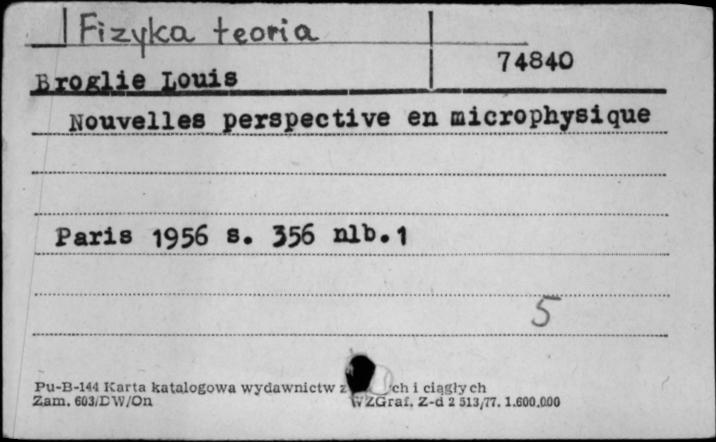 Fizyka teoria
74840
Broglie Louis
Nouvelles perspective en microphysique
Paris 1956 s. 356 nlb.1
5
Pu-B-144 Karta katalogowa wydawnictw z ch i ciągłych
Zam. 603/DW/On WZGraf. Z-d 2 513/77. 1.600.000